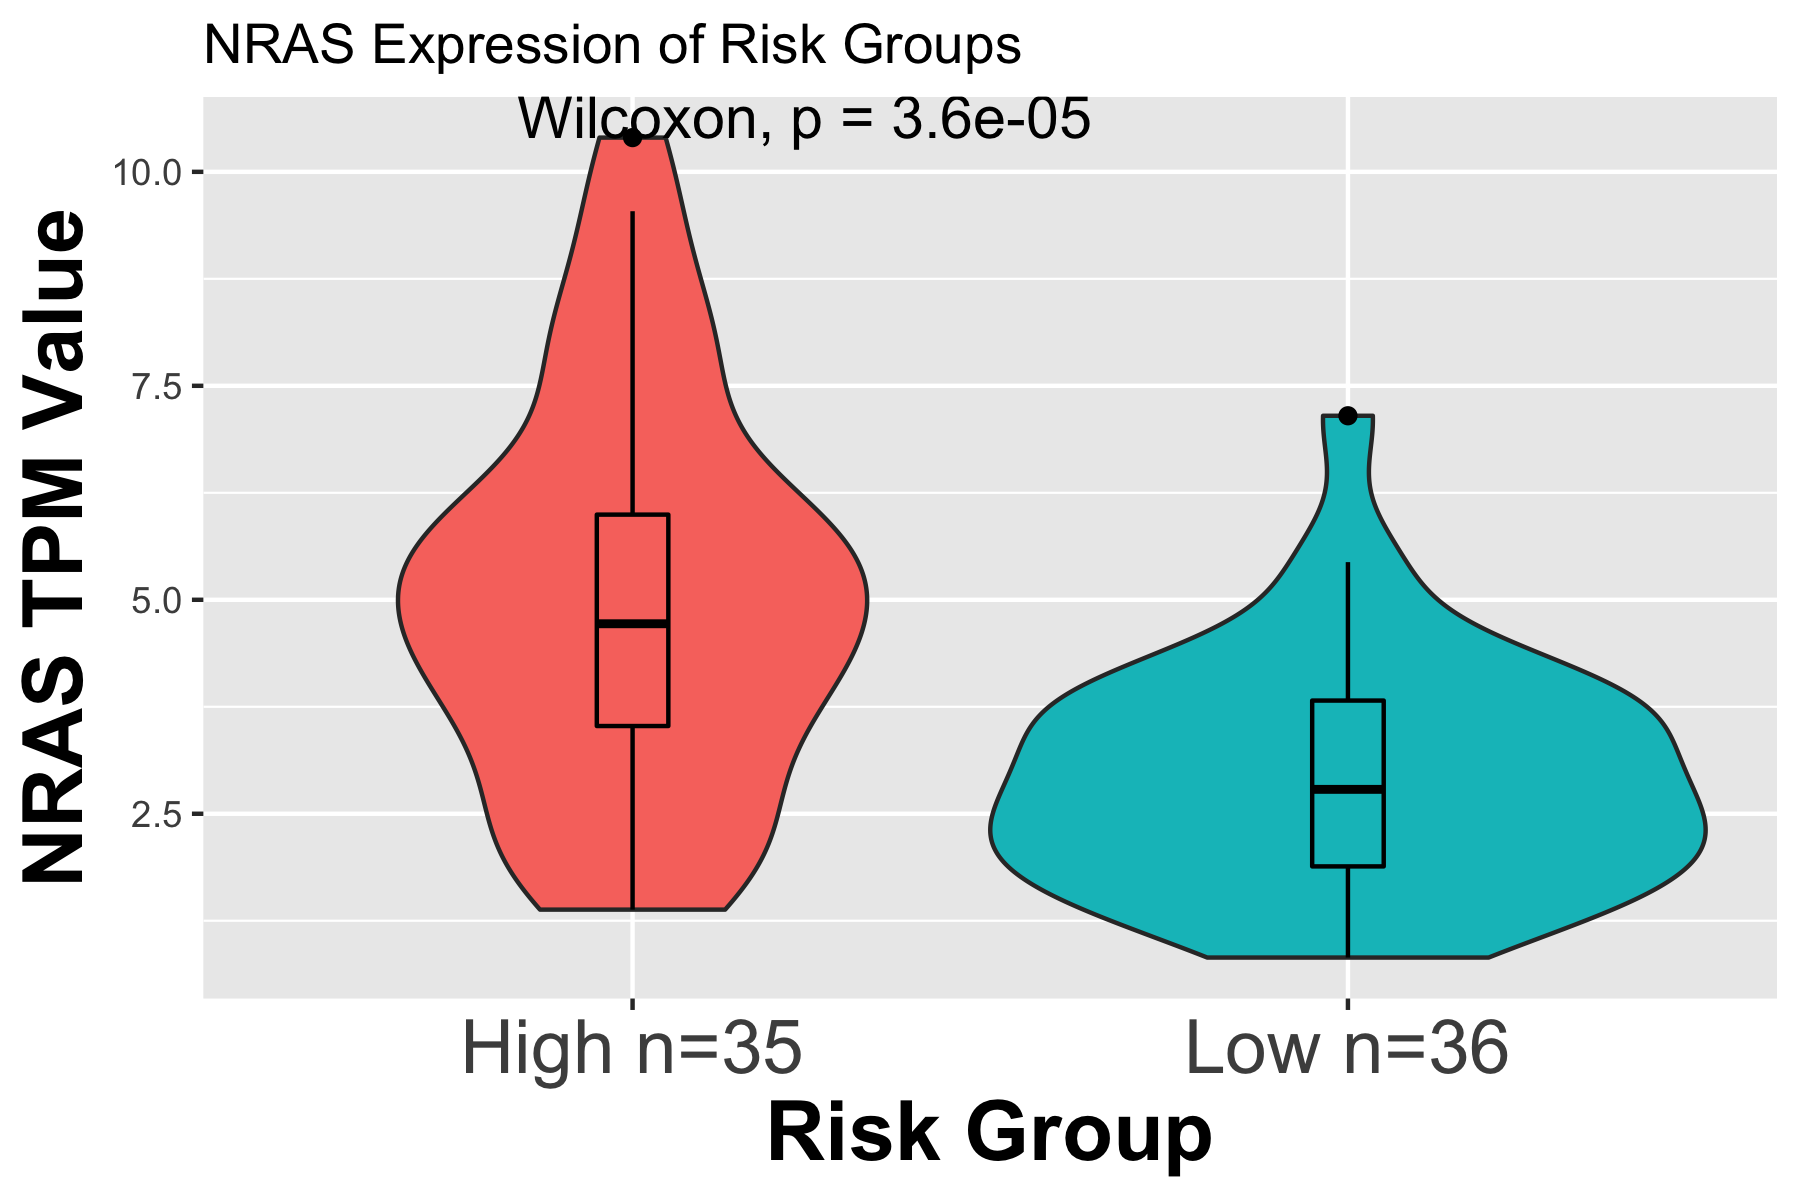 NRAS Expression of Risk Groups
Wilcoxon, p = 3.6e-05
NRAS TPM Value
10.0
7.5
5.0
2.5
High n=35
Low n=36
Risk Group